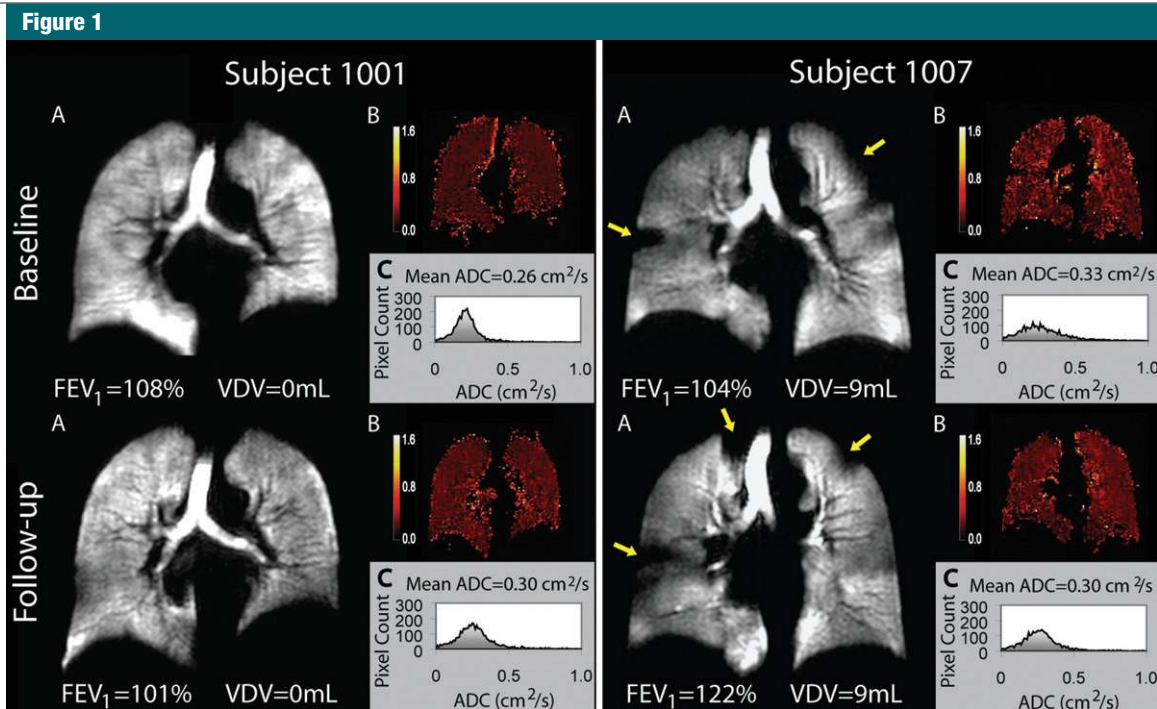 Figure 1
Subject 1001
Subject 1007
Baseline
A
B
1.6
0.8
0.0
C Mean ADC=0.26 cm²/s
Pixel Count
300
200
100
0
0 0.5 1.0
ADC (cm²/s)
FEV₁=108% VDV=0mL
A
B
1.6
0.8
0.0
C Mean ADC=0.33 cm²/s
Pixel Count
300
200
100
0
0 0.5 1.0
ADC (cm²/s)
FEV₁=104% VDV=9mL
Follow-up
A
B
1.6
0.8
0.0
C Mean ADC=0.30 cm²/s
Pixel Count
300
200
100
0
0 0.5 1.0
ADC (cm²/s)
FEV₁=101% VDV=0mL
A
B
1.6
0.8
0.0
C Mean ADC=0.30 cm²/s
Pixel Count
300
200
100
0
0 0.5 1.0
ADC (cm²/s)
FEV₁=122% VDV=9mL